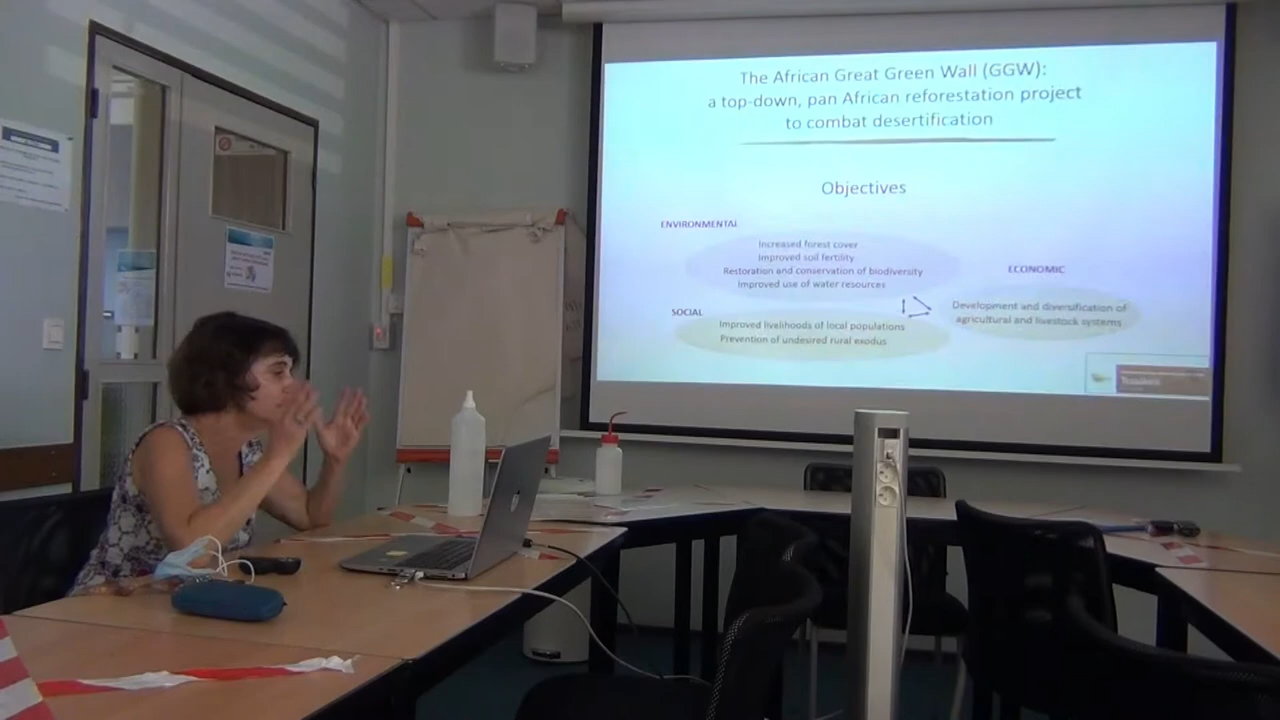 The African Great Green Wall (GGW):
a top-down, pan African reforestation project
to combat desertification
Objectives
ENVIRONMENTAL
Increased forest cover
Improved soil fertility
Restoration and conservation of biodiversity
Improved use of water resources
ECONOMIC
Development and diversification of
agricultural and livestock systems
SOCIAL
Improved livelihoods of local populations
Prevention of undesired rural exodus